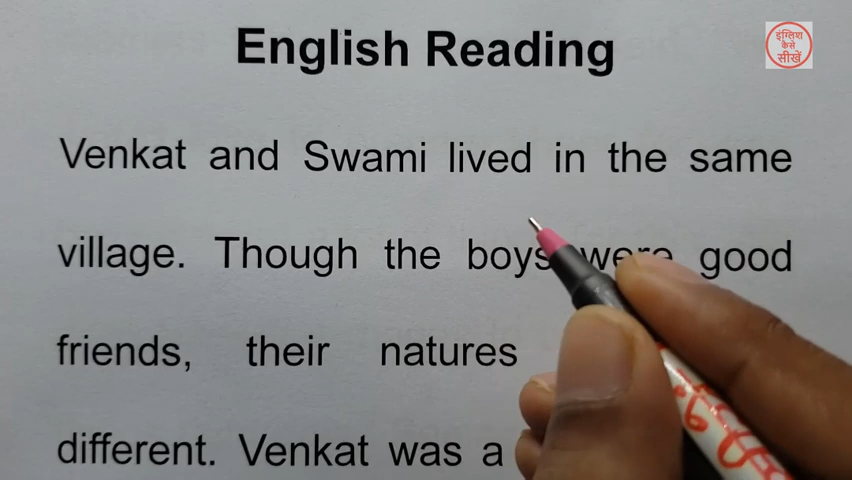 English Reading
इंग्लिश
कैसे
सीखें
Venkat and Swami lived in the same
village. Though the boys were good
friends, their natures
different. Venkat was a